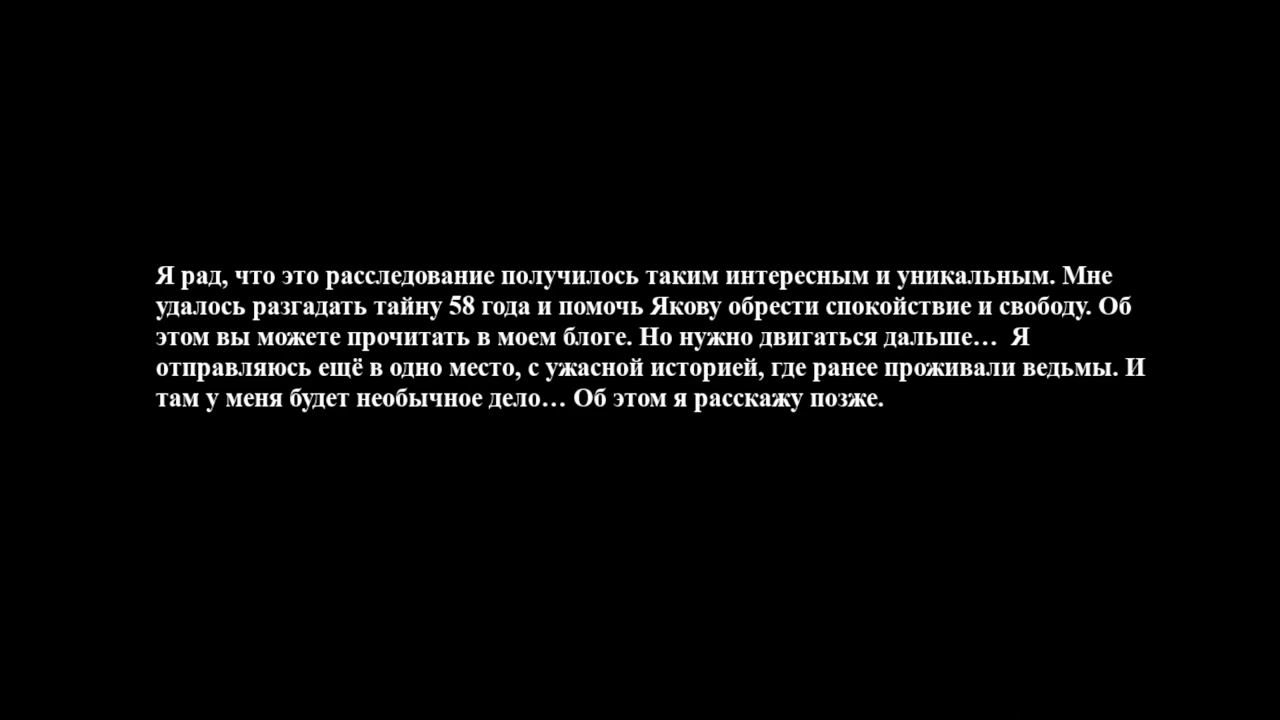 Я рад, что это расследование получилось таким интересным и уникальным. Мне
удалось разгадать тайну 58 года и помочь Якову обрести спокойствие и свободу. Об
этом вы можете прочитать в моем блоге. Но нужно двигаться дальше…  Я
отправляюсь ещё в одно место, с ужасной историей, где ранее проживали ведьмы. И
там у меня будет необычное дело… Об этом я расскажу позже.